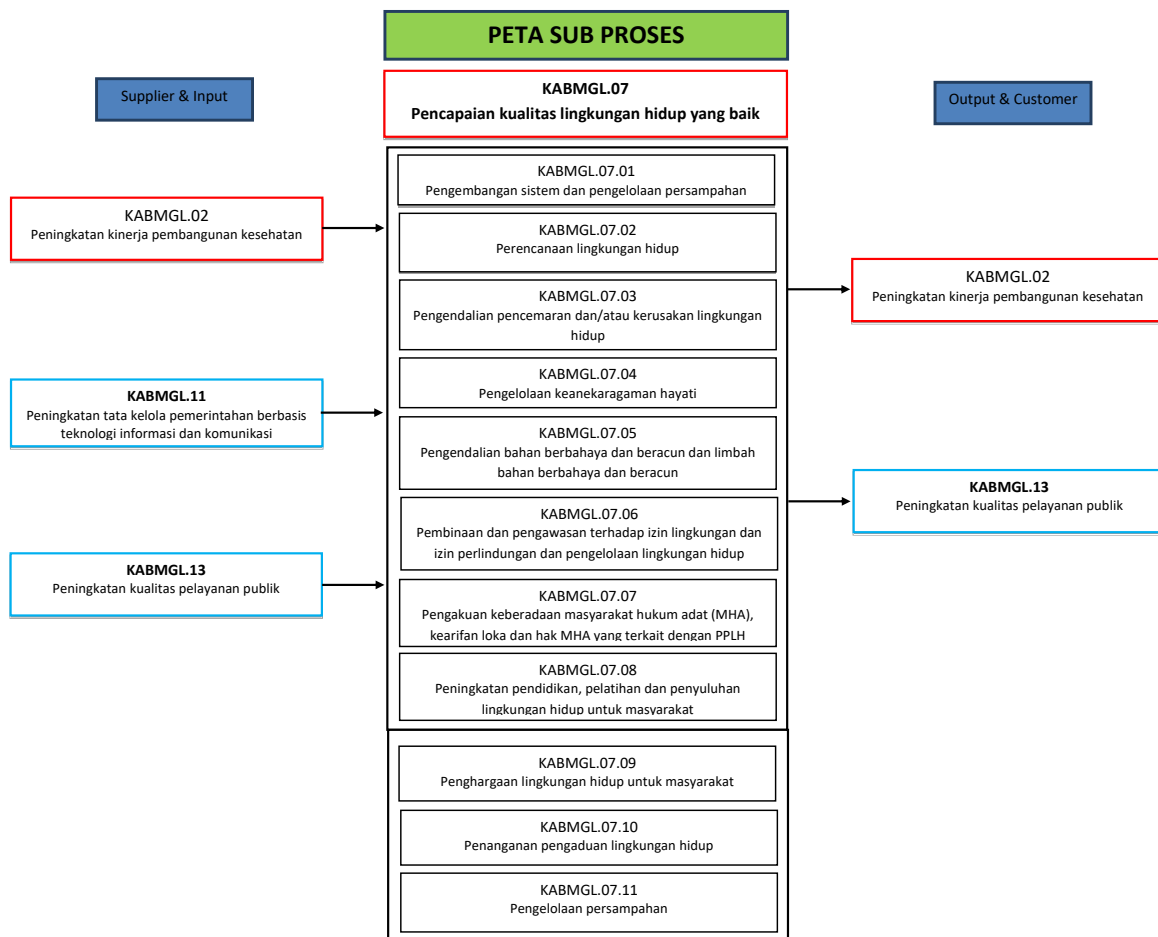 PETA SUB PROSES
Supplier & Input
KABMGL.07
Pencapaian kualitas lingkungan hidup yang baik
Output & Customer
KABMGL.02
Peningkatan kinerja pembangunan kesehatan
KABMGL.11
Peningkatan tata kelola pemerintahan berbasis
teknologi informasi dan komunikasi
KABMGL.13
Peningkatan kualitas pelayanan publik
KABMGL.07.01
Pengembangan sistem dan pengelolaan persampahan
KABMGL.07.02
Perencanaan lingkungan hidup
KABMGL.07.03
Pengendalian pencemaran dan/atau kerusakan lingkungan
hidup
KABMGL.07.04
Pengelolaan keanekaragaman hayati
KABMGL.07.05
Pengendalian bahan berbahaya dan beracun dan limbah
bahan berbahaya dan beracun
KABMGL.07.06
Pembinaan dan pengawasan terhadap izin lingkungan dan
izin perlindungan dan pengelolaan lingkungan hidup
KABMGL.07.07
Pengakuan keberadaan masyarakat hukum adat (MHA),
kearifan loka dan hak MHA yang terkait dengan PPLH
KABMGL.07.08
Peningkatan pendidikan, pelatihan dan penyuluhan
lingkungan hidup untuk masyarakat
KABMGL.07.09
Penghargaan lingkungan hidup untuk masyarakat
KABMGL.07.10
Penanganan pengaduan lingkungan hidup
KABMGL.07.11
Pengelolaan persampahan
KABMGL.02
Peningkatan kinerja pembangunan kesehatan
KABMGL.13
Peningkatan kualitas pelayanan publik